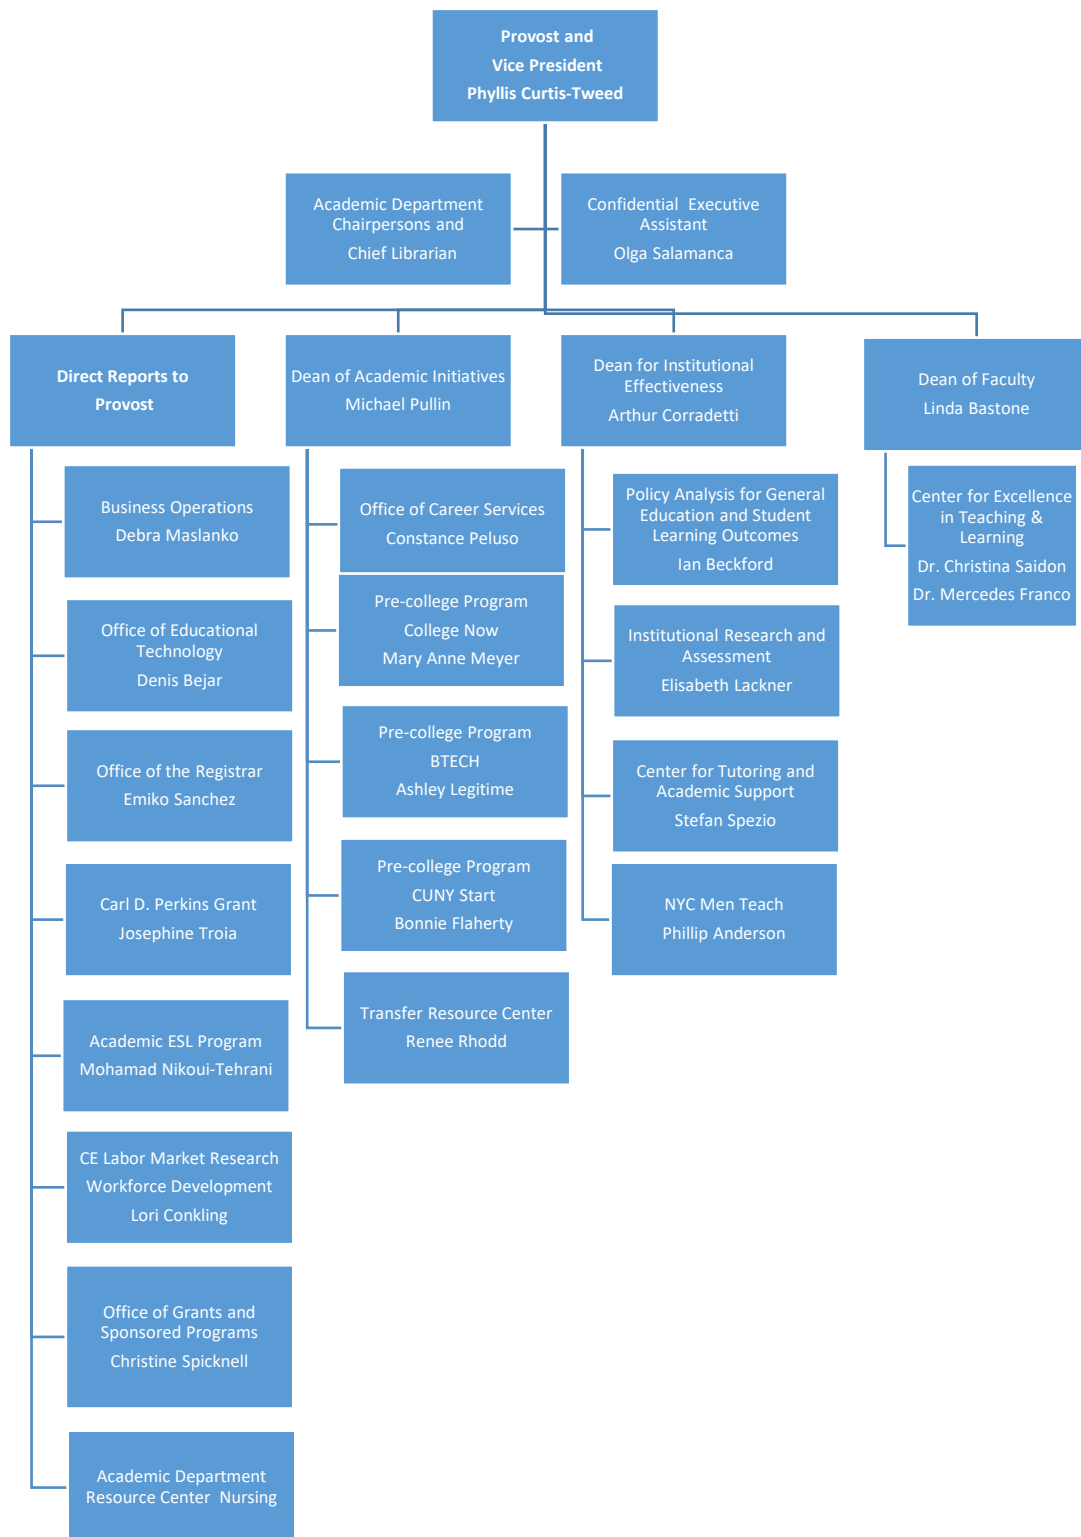 Provost and
Vice President
Phyllis Curtis-Tweed
Academic Department
Chairpersons and
Chief Librarian
Confidential Executive
Assistant
Olga Salamanca
Direct Reports to
Provost
Business Operations
Debra Maslanko
Office of Educational
Technology
Denis Bejar
Office of the Registrar
Emiko Sanchez
Carl D. Perkins Grant
Josephine Troia
Academic ESL Program
Mohamad Nikoui-Tehrani
CE Labor Market Research
Workforce Development
Lori Conkling
Office of Grants and
Sponsored Programs
Christine Spicknell
Academic Department
Resource Center Nursing
Dean of Academic Initiatives
Michael Pullin
Office of Career Services
Constance Peluso
Pre-college Program
College Now
Mary Anne Meyer
Pre-college Program
BTECH
Ashley Legitime
Pre-college Program
CUNY Start
Bonnie Flaherty
Transfer Resource Center
Renee Rhodd
Dean for Institutional
Effectiveness
Arthur Corradetti
Policy Analysis for General
Education and Student
Learning Outcomes
Ian Beckford
Institutional Research and
Assessment
Elisabeth Lackner
Center for Tutoring and
Academic Support
Stefan Spezio
NYC Men Teach
Phillip Anderson
Dean of Faculty
Linda Bastone
Center for Excellence
in Teaching &
Learning
Dr. Christina Saidon
Dr. Mercedes Franco